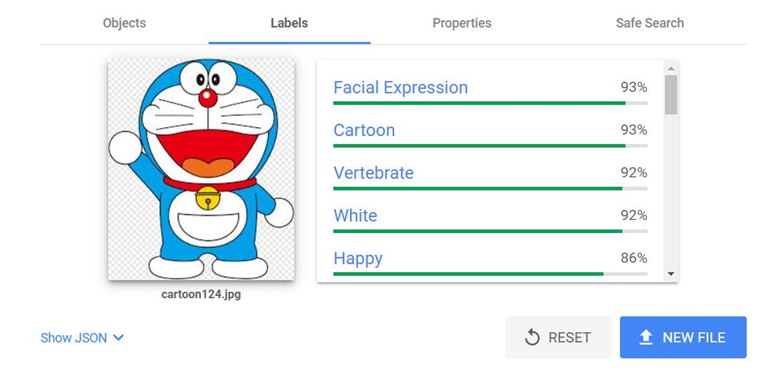 Objects Labels Properties Safe Search
Facial Expression 93%
Cartoon 93%
Vertebrate 92%
White 92%
Happy 86%
cartoon124.jpg
Show JSON RESET NEW FILE